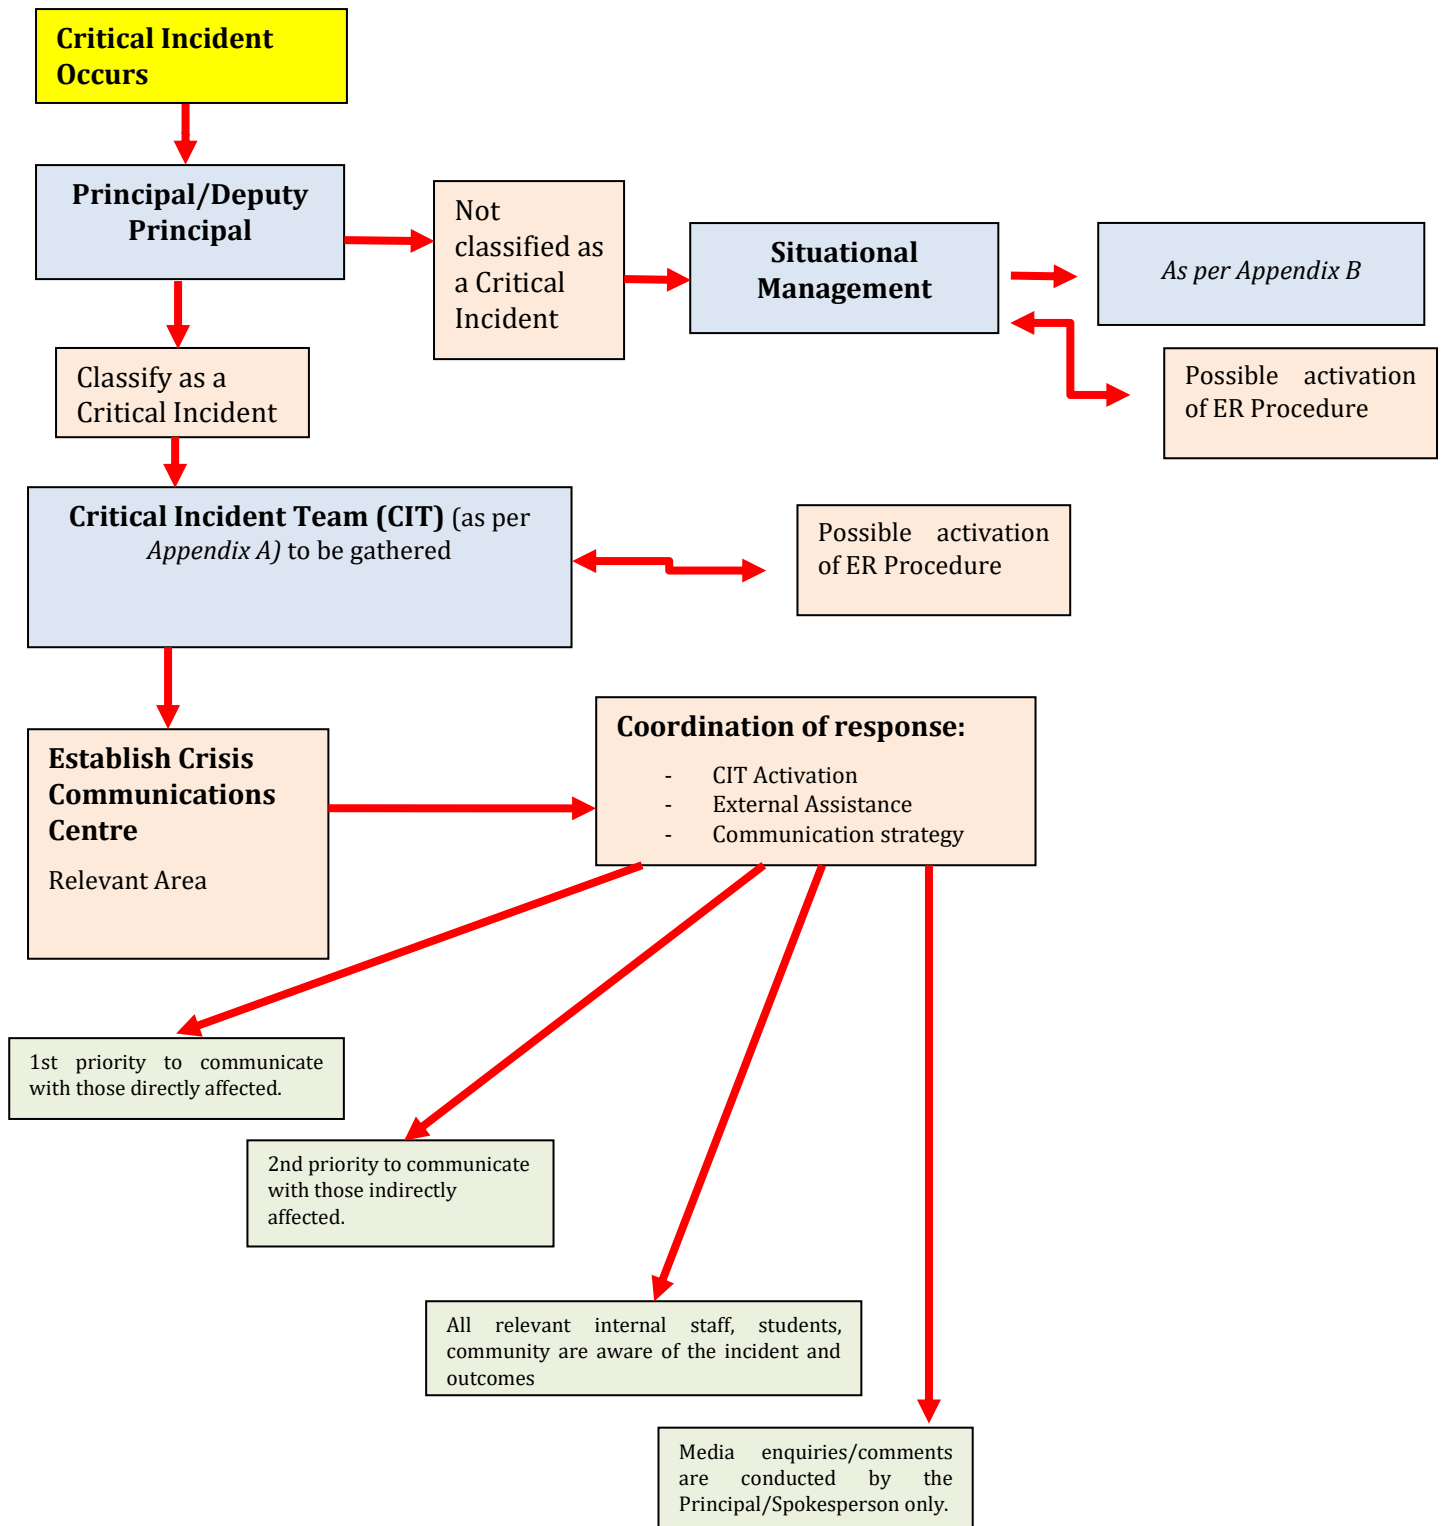 Critical Incident
Occurs
Principal/Deputy
Principal
Not
classified as
a Critical
Incident
Situational
Management
As per Appendix B
Possible activation
of ER Procedure
Classify as a
Critical Incident
Critical Incident Team (CIT) (as per
Appendix A) to be gathered
Possible activation
of ER Procedure
Establish Crisis
Communications
Centre
Relevant Area
Coordination of response:
- CIT Activation
- External Assistance
- Communication strategy
1st priority to communicate
with those directly affected.
2nd priority to communicate
with those indirectly
affected.
All relevant internal staff, students,
community are aware of the incident and
outcomes
Media enquiries/comments
are conducted by the
Principal/Spokesperson only.